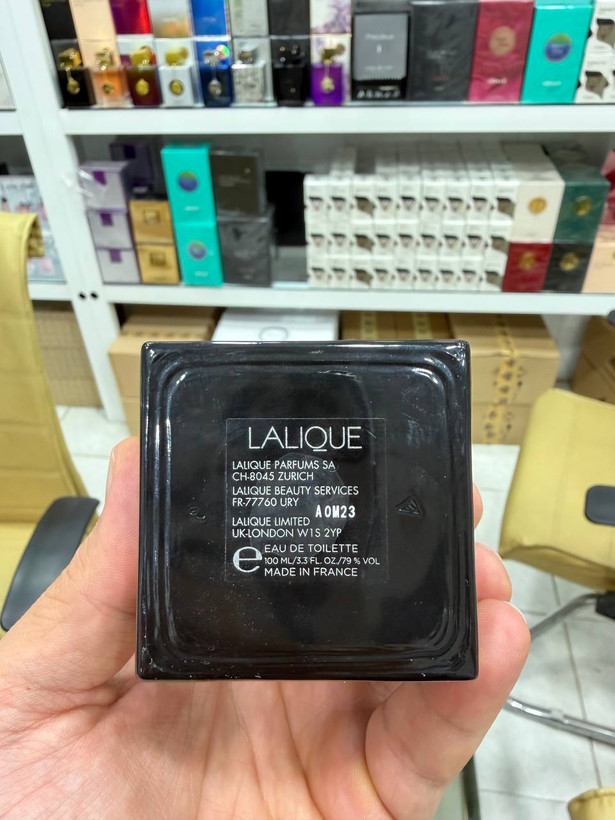 LALIQUE
LALIQUE PARFUMS SA
CH-8045 ZURICH
LALIQUE BEAUTY SERVICES
FR-77760 URY
A0M23
LALIQUE LIMITED
UK-LONDON W1S 2YP
e EAU DE TOILETTE
100 ML/3.3 FL. OZ./79 % VOL
MADE IN FRANCE